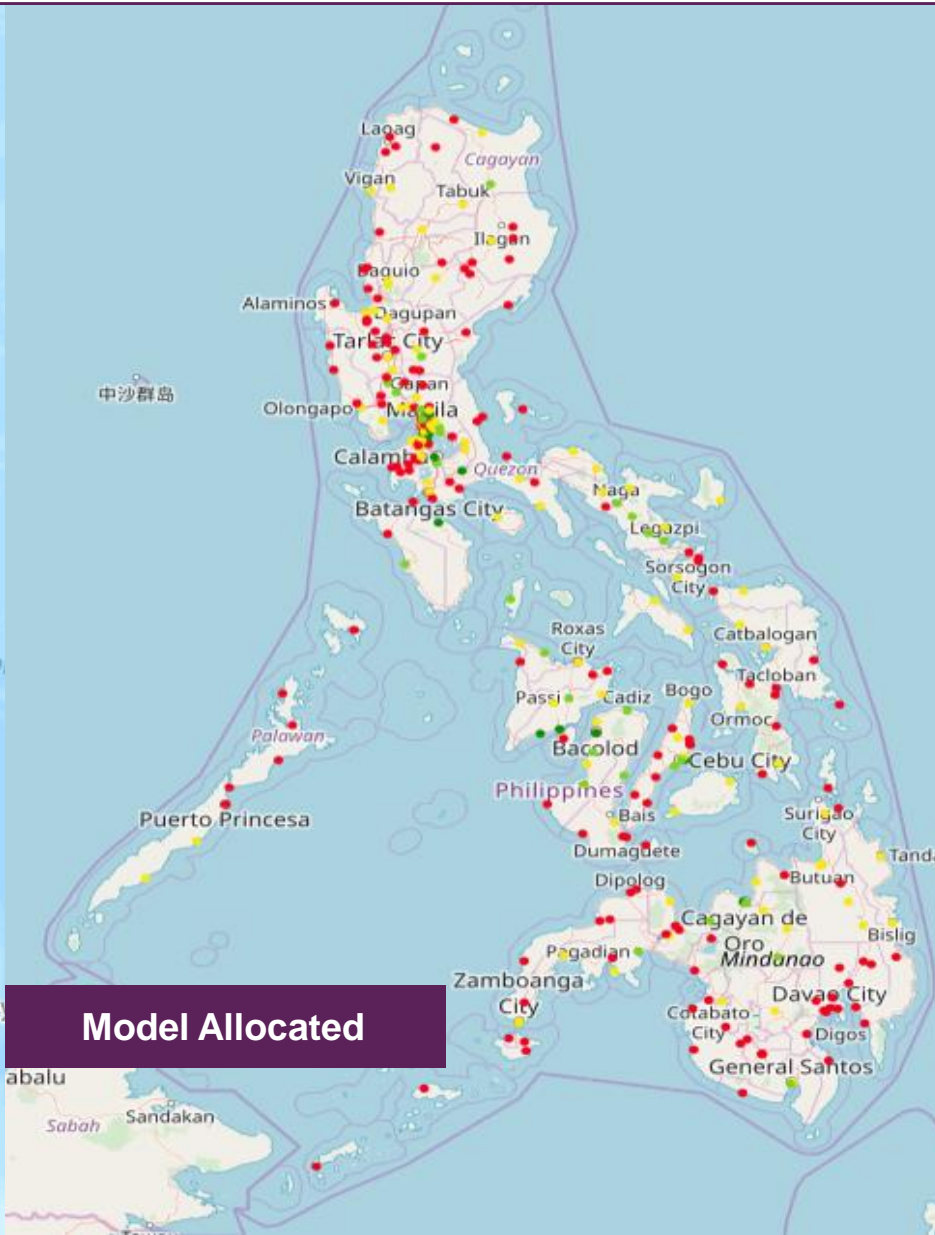 Laoag
Cagayan
Vigan
Tabuk
Ilagan
Baguio
Alaminos
Dagupan
Tarlac City
中沙群岛
Gapan
Olongapo
Manila
Calamba
Quezon
Naga
Batangas City
Legazpi
Sorsogon
City
Roxas
City
Catbalogan
Tacloban
Passi
Cadiz
Bogo
Ormoc
Palawan
Bacolod
Cebu City
Philippines
Puerto Princesa
Bais
Surigao
City
Dumaguete
Tanda
Dipolog
Butuan
Cagayan de
Oro
Bislig
Pagadian
Mindanao
Zamboanga
City
Davao City
Cotabato
City
Digos
Model Allocated
General Santos
abalu
Sandakan
Sabah